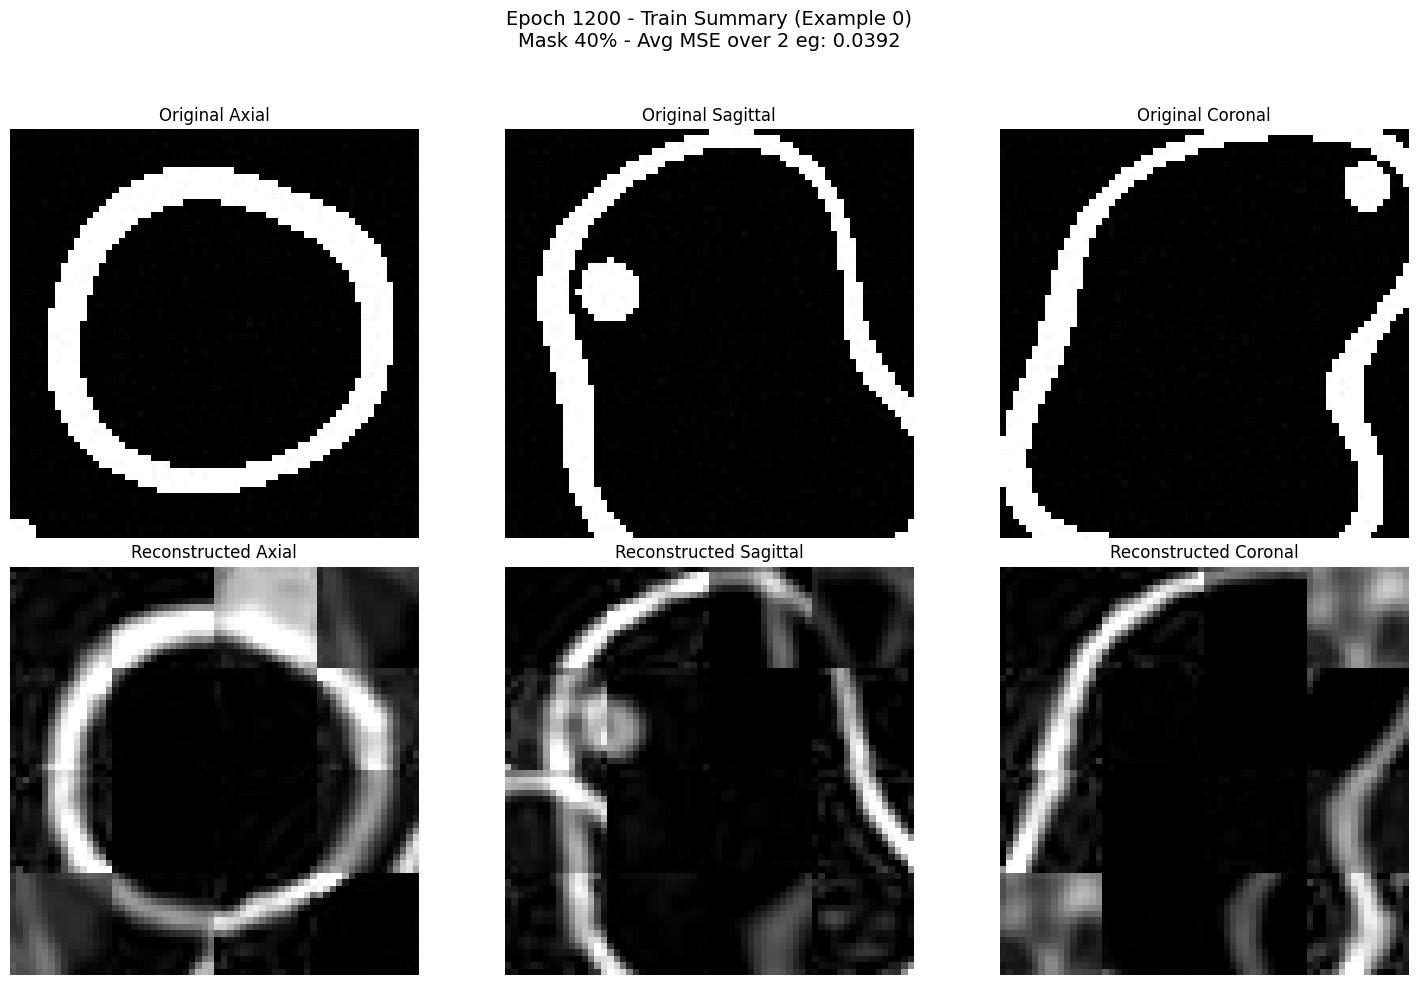 Epoch 1200 - Train Summary (Example 0)
Mask 40% - Avg MSE over 2 eg: 0.0392
Original Axial
Original Sagittal
Original Coronal
Reconstructed Axial
Reconstructed Sagittal
Reconstructed Coronal